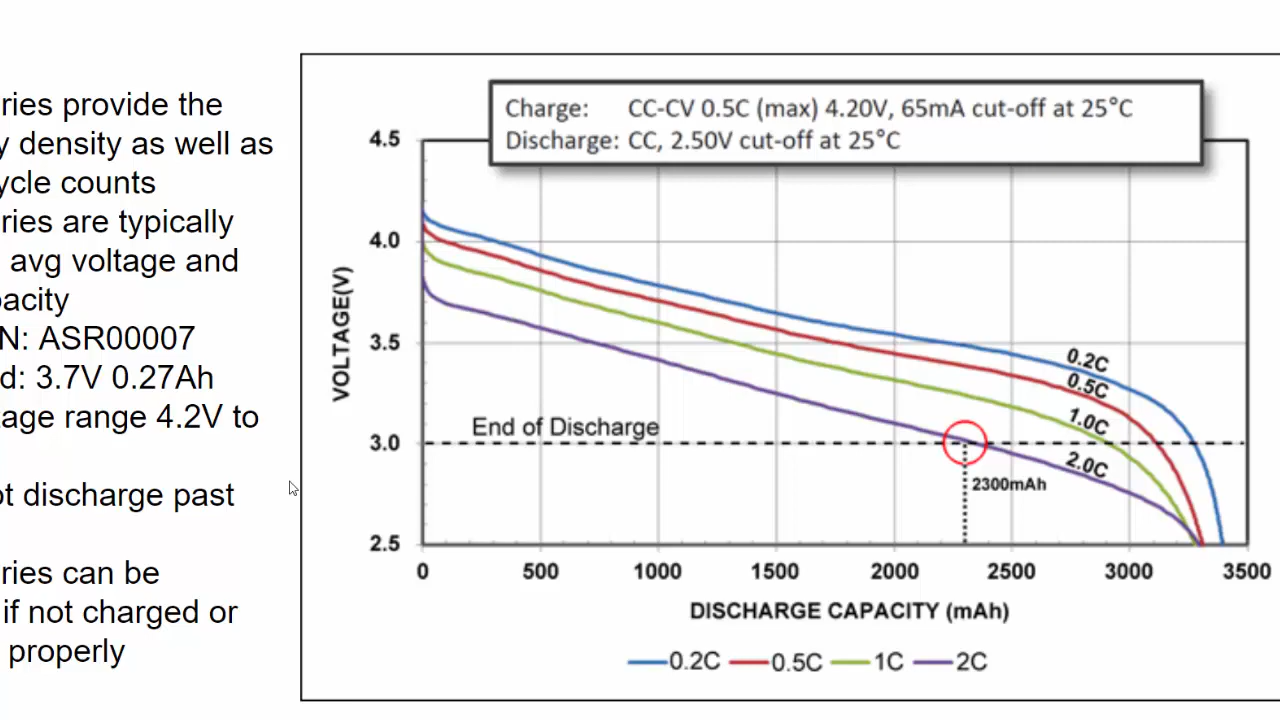 ries provide the
y density as well as
ycle counts
ries are typically
avg voltage and
pacity
N: ASR00007
d: 3.7V 0.27Ah
tage range 4.2V to
ot discharge past
ries can be
if not charged or
properly
Charge: CC-CV 0.5C (max) 4.20V, 65mA cut-off at 25°C
Discharge: CC, 2.50V cut-off at 25°C
VOLTAGE(V)
4.5
4.0
3.5
3.0
2.5
0.2C
0.5C
1.0C
2.0C
End of Discharge
2300mAh
0 500 1000 1500 2000 2500 3000 3500
DISCHARGE CAPACITY (mAh)
0.2C 0.5C 1C 2C